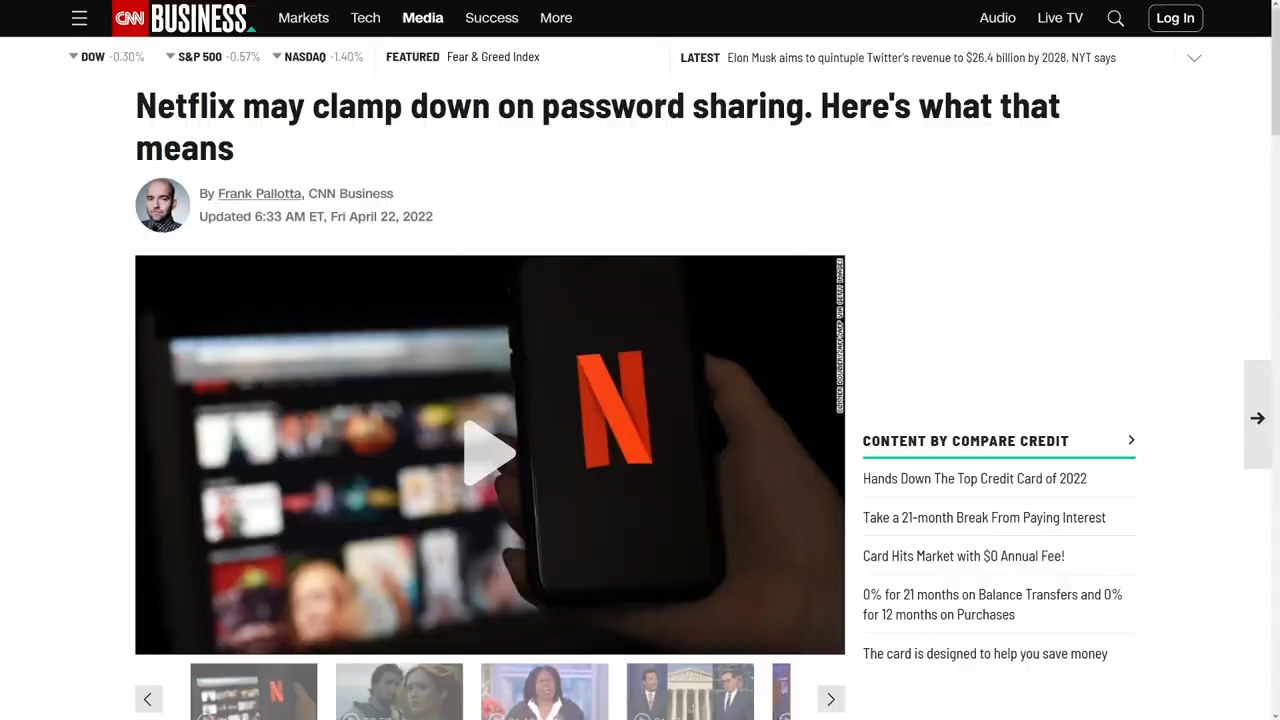 CNN BUSINESS Markets Tech Media Success More Audio Live TV Log In
DOW -0.30% S&P 500 -0.57% NASDAQ -1.40% FEATURED Fear & Greed Index LATEST Elon Musk aims to quintuple Twitter's revenue to $26.4 billion by 2028, NYT says
Netflix may clamp down on password sharing. Here's what that
means
By Frank Pallotta, CNN Business
Updated 6:33 AM ET, Fri April 22, 2022
N
CONTENT BY COMPARE CREDIT
Hands Down The Top Credit Card of 2022
Take a 21-month Break From Paying Interest
Card Hits Market with $0 Annual Fee!
0% for 21 months on Balance Transfers and 0%
for 12 months on Purchases
The card is designed to help you save money